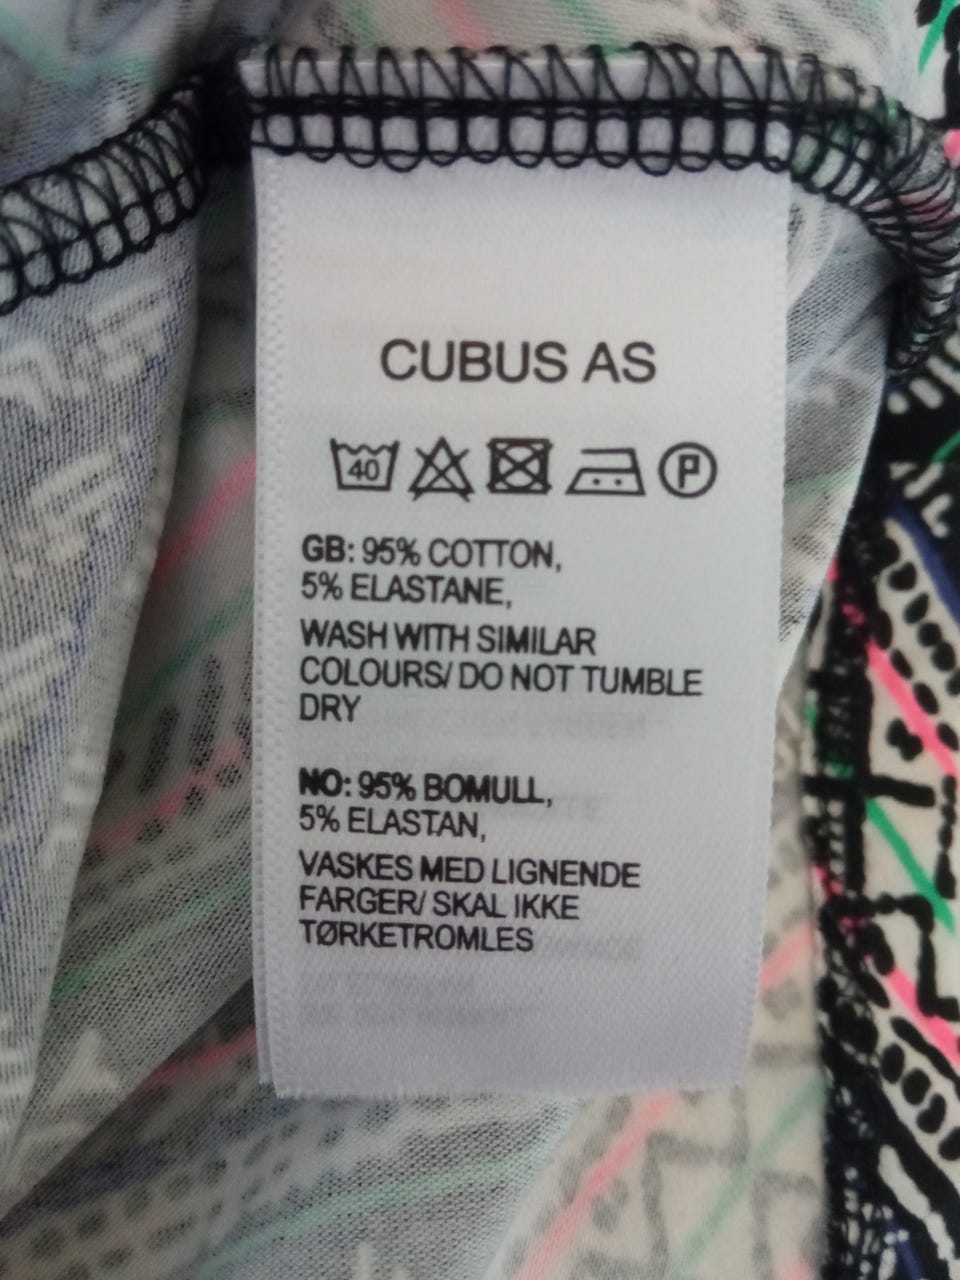 CUBUS AS
40 P
GB: 95% COTTON,
5% ELASTANE,
WASH WITH SIMILAR
COLOURS/ DO NOT TUMBLE
DRY
NO: 95% BOMULL,
5% ELASTAN,
VASKES MED LIGNENDE
FARGER/ SKAL IKKE
TØRKETROMLES